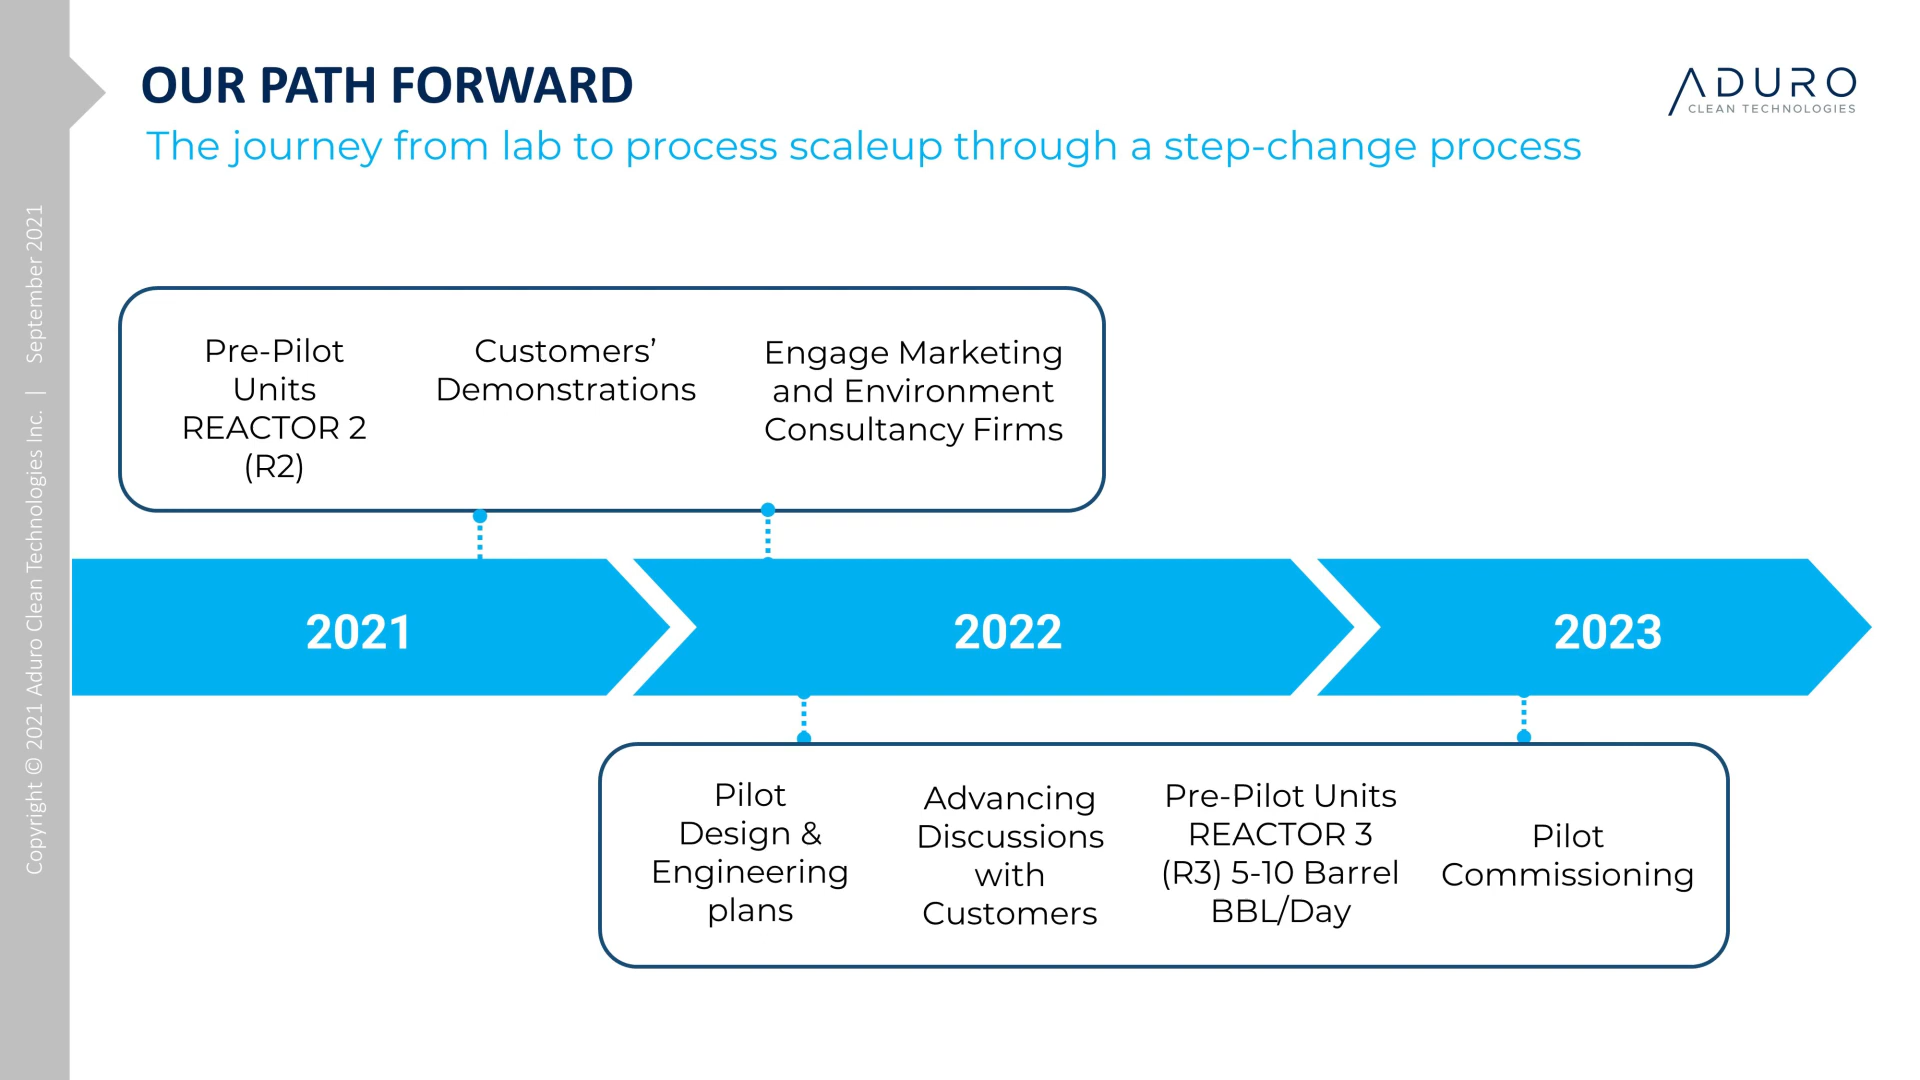 OUR PATH FORWARD
The journey from lab to process scaleup through a step-change process
ADURO
CLEAN TECHNOLOGIES
Pre-Pilot
Units
REACTOR 2
(R2)
Customers’
Demonstrations
Engage Marketing
and Environment
Consultancy Firms
2021
2022
2023
Pilot
Design &
Engineering
plans
Advancing
Discussions
with
Customers
Pre-Pilot Units
REACTOR 3
(R3) 5-10 Barrel
BBL/Day
Pilot
Commissioning
Copyright © 2021 Aduro Clean Technologies Inc. | September 2021